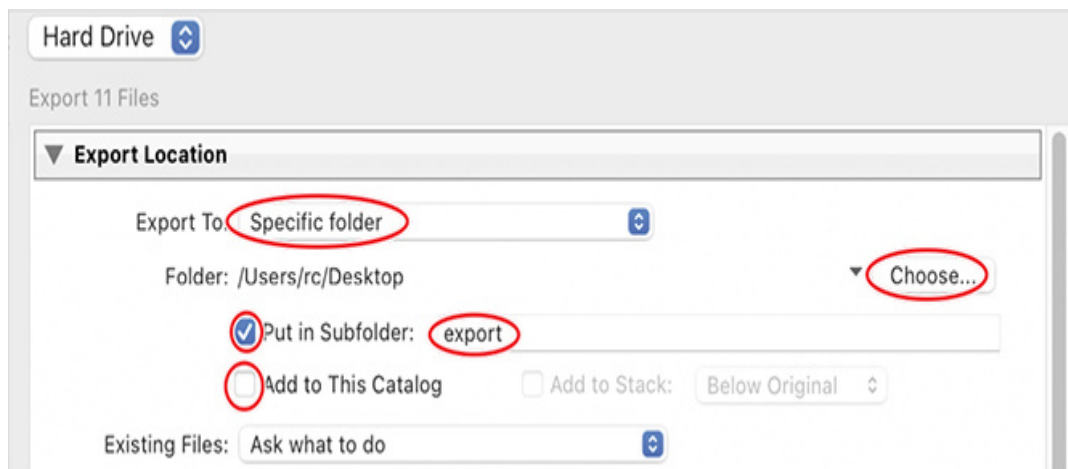 Hard Drive
Export 11 Files
Export Location
Export To: Specific folder
Folder: /Users/rc/Desktop Choose...
Put in Subfolder: export
Add to This Catalog Add to Stack: Below Original
Existing Files: Ask what to do